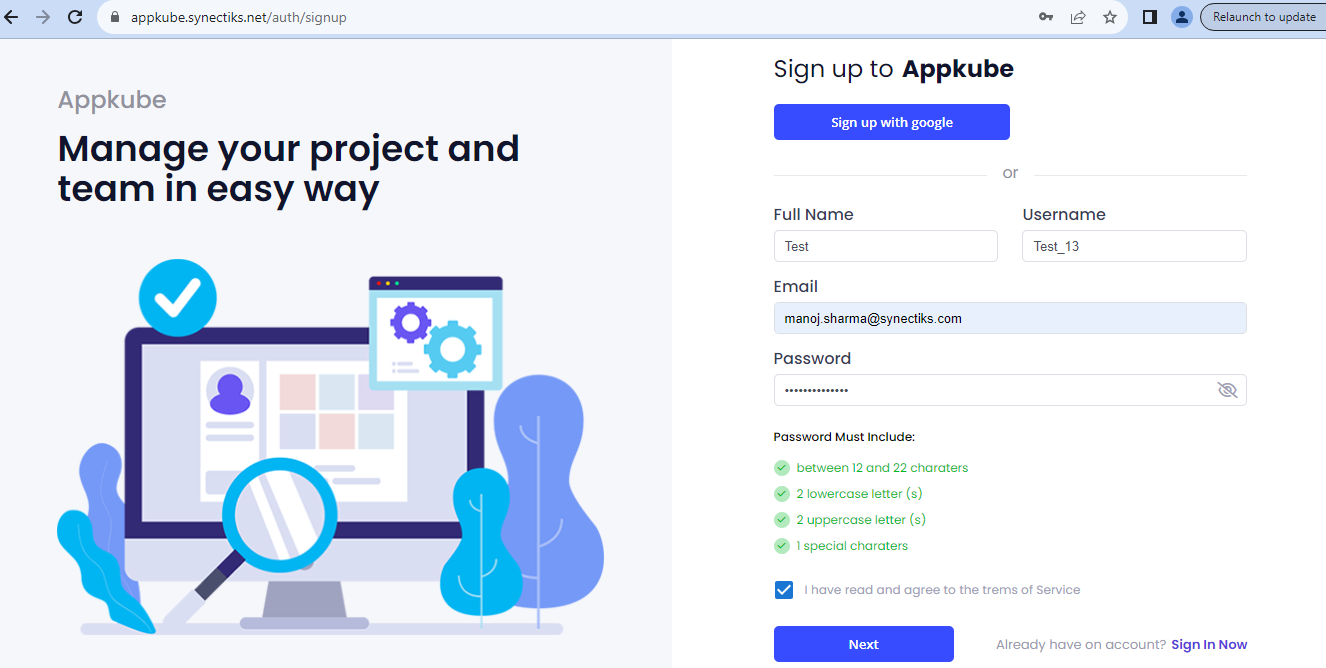 appkube.synectiks.net/auth/signup
Relaunch to update
Appkube
Manage your project and
team in easy way
Sign up to Appkube
Sign up with google
or
Full Name
Username
Test
Test_13
Email
manoj.sharma@synectiks.com
Password
•••••••••••••
Password Must Include:
between 12 and 22 charaters
2 lowercase letter (s)
2 uppercase letter (s)
1 special charaters
I have read and agree to the trems of Service
Next
Already have on account? Sign In Now